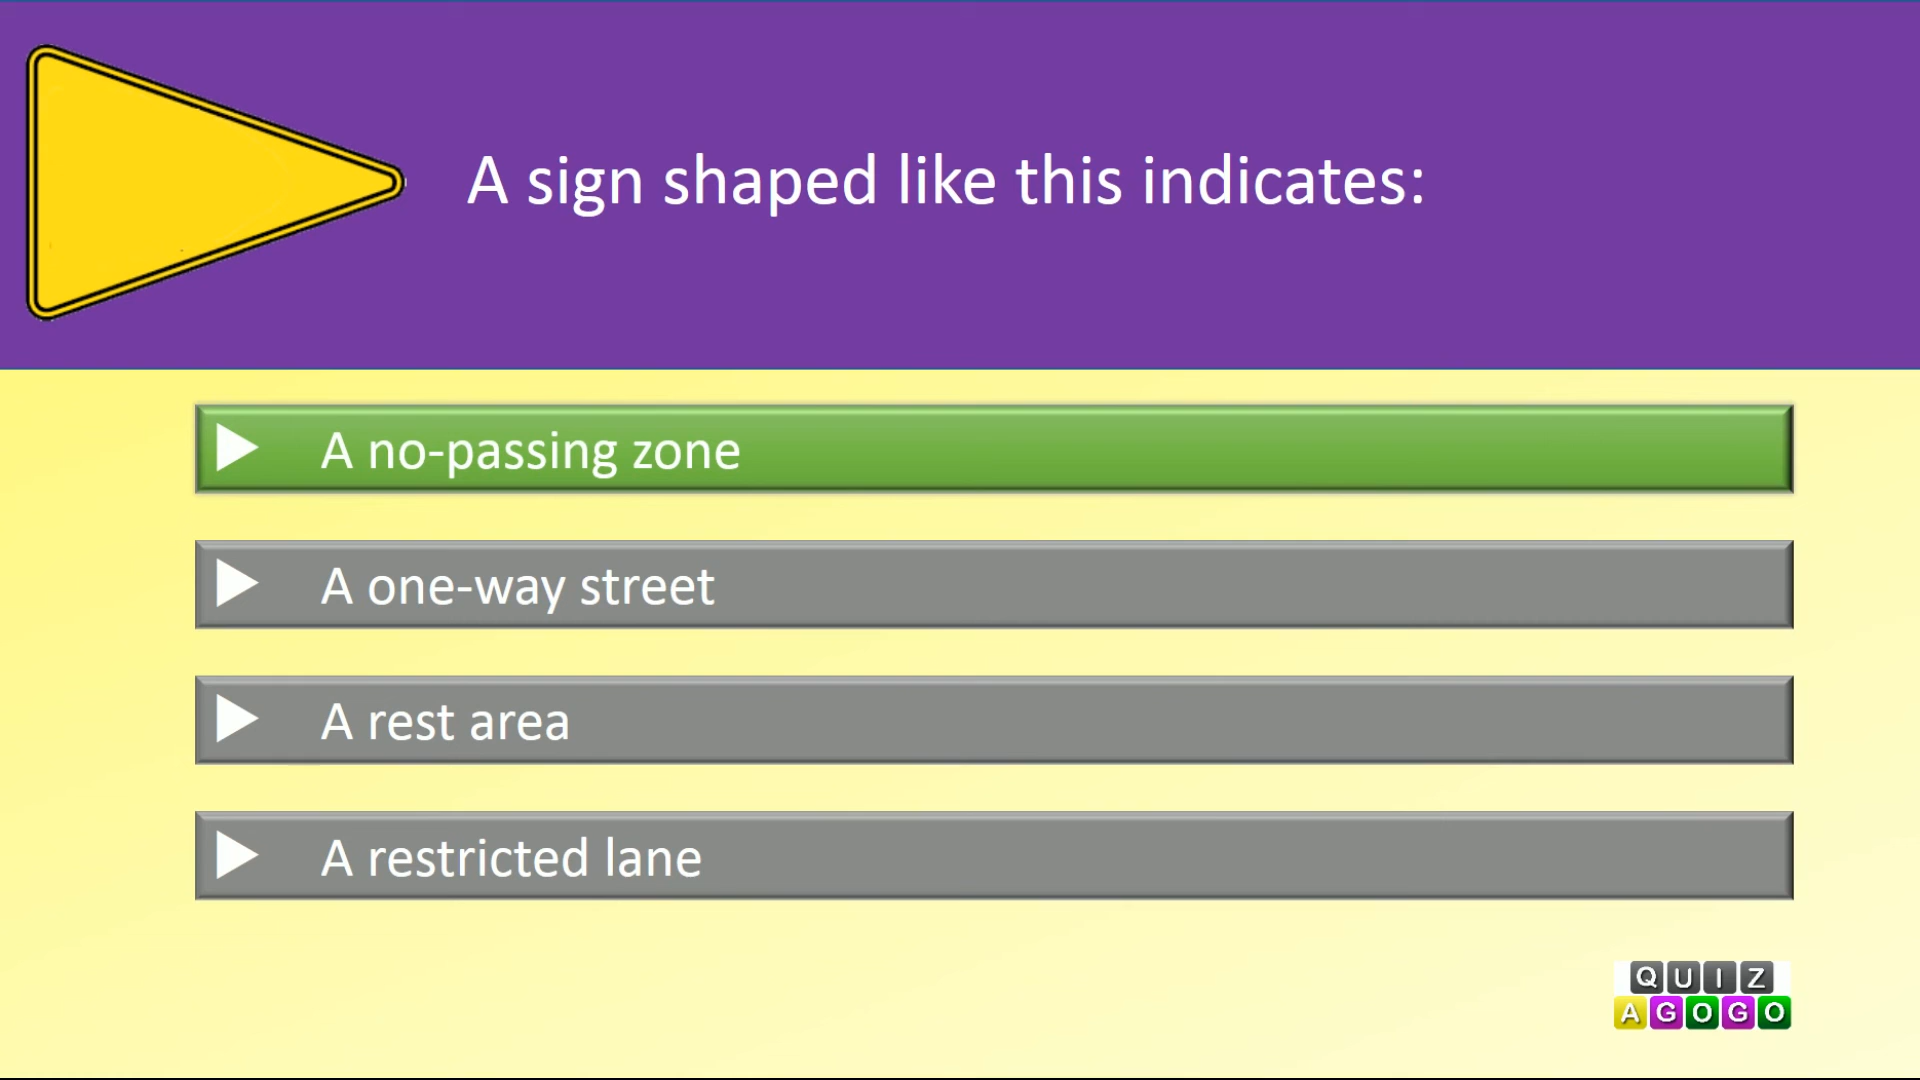 A sign shaped like this indicates:
A no-passing zone
A one-way street
A rest area
A restricted lane
QUIZ
AGOGO